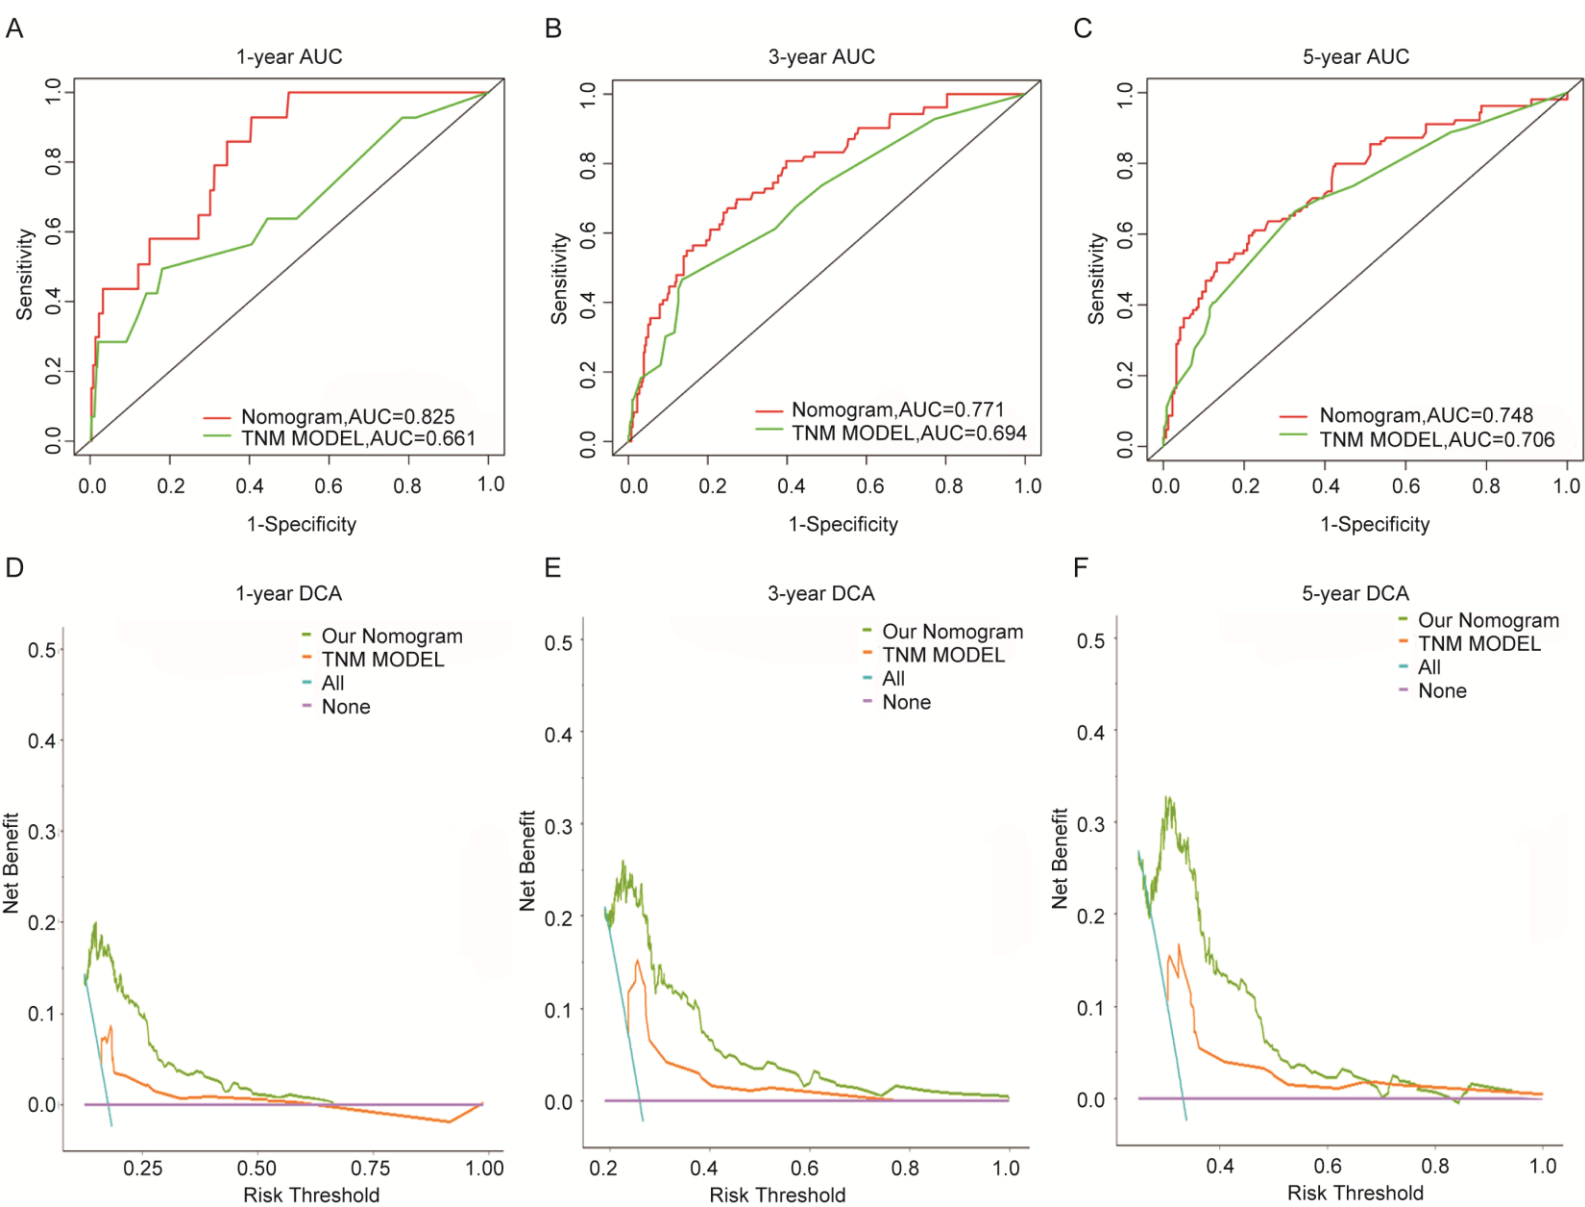 A
1-year AUC
1.0
0.8
0.6
0.4
0.2
0.0
Sensitivity
Nomogram,AUC=0.825
TNM MODEL,AUC=0.661
0.0 0.2 0.4 0.6 0.8 1.0
1-Specificity
B
3-year AUC
1.0
0.8
0.6
0.4
0.2
0.0
Sensitivity
Nomogram,AUC=0.771
TNM MODEL,AUC=0.694
0.0 0.2 0.4 0.6 0.8 1.0
1-Specificity
C
5-year AUC
1.0
0.8
0.6
0.4
0.2
0.0
Sensitivity
Nomogram,AUC=0.748
TNM MODEL,AUC=0.706
0.0 0.2 0.4 0.6 0.8 1.0
1-Specificity
D
1-year DCA
Our Nomogram
TNM MODEL
All
None
0.5
0.4
0.3
0.2
0.1
0.0
Net Benefit
0.25 0.50 0.75 1.00
Risk Threshold
E
3-year DCA
Our Nomogram
TNM MODEL
All
None
0.5
0.4
0.3
0.2
0.1
0.0
Net Benefit
0.2 0.4 0.6 0.8 1.0
Risk Threshold
F
5-year DCA
Our Nomogram
TNM MODEL
All
None
0.5
0.4
0.3
0.2
0.1
0.0
Net Benefit
0.4 0.6 0.8 1.0
Risk Threshold